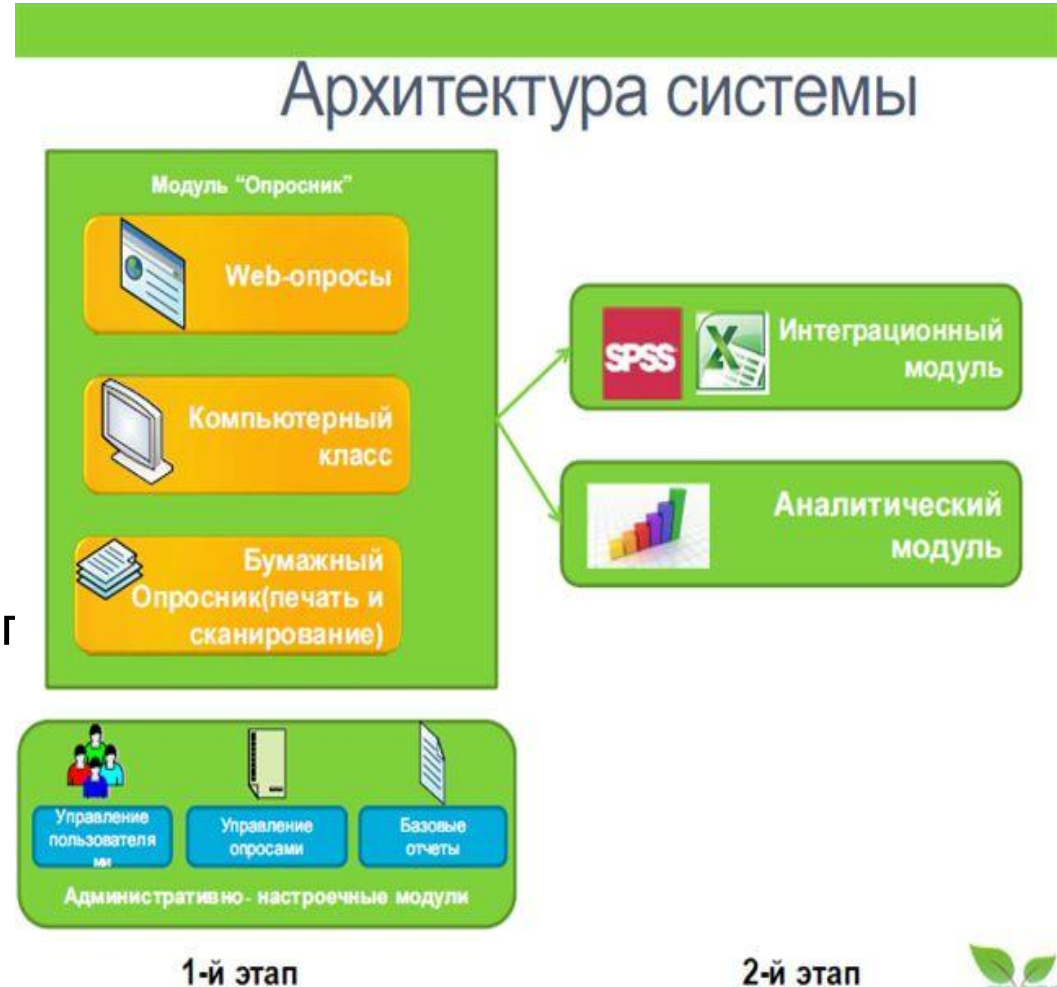 Архитектура системы
Модуль “Опросник”
Web-опросы
Компьютерный
класс
Бумажный
Опросник(печать и
сканирование)
SPSS
Интеграционный
модуль
Аналитический
модуль
Управление
пользователя
ми
Управление
опросами
Базовые
отчеты
Административно- настроечные модули
1-й этап
2-й этап